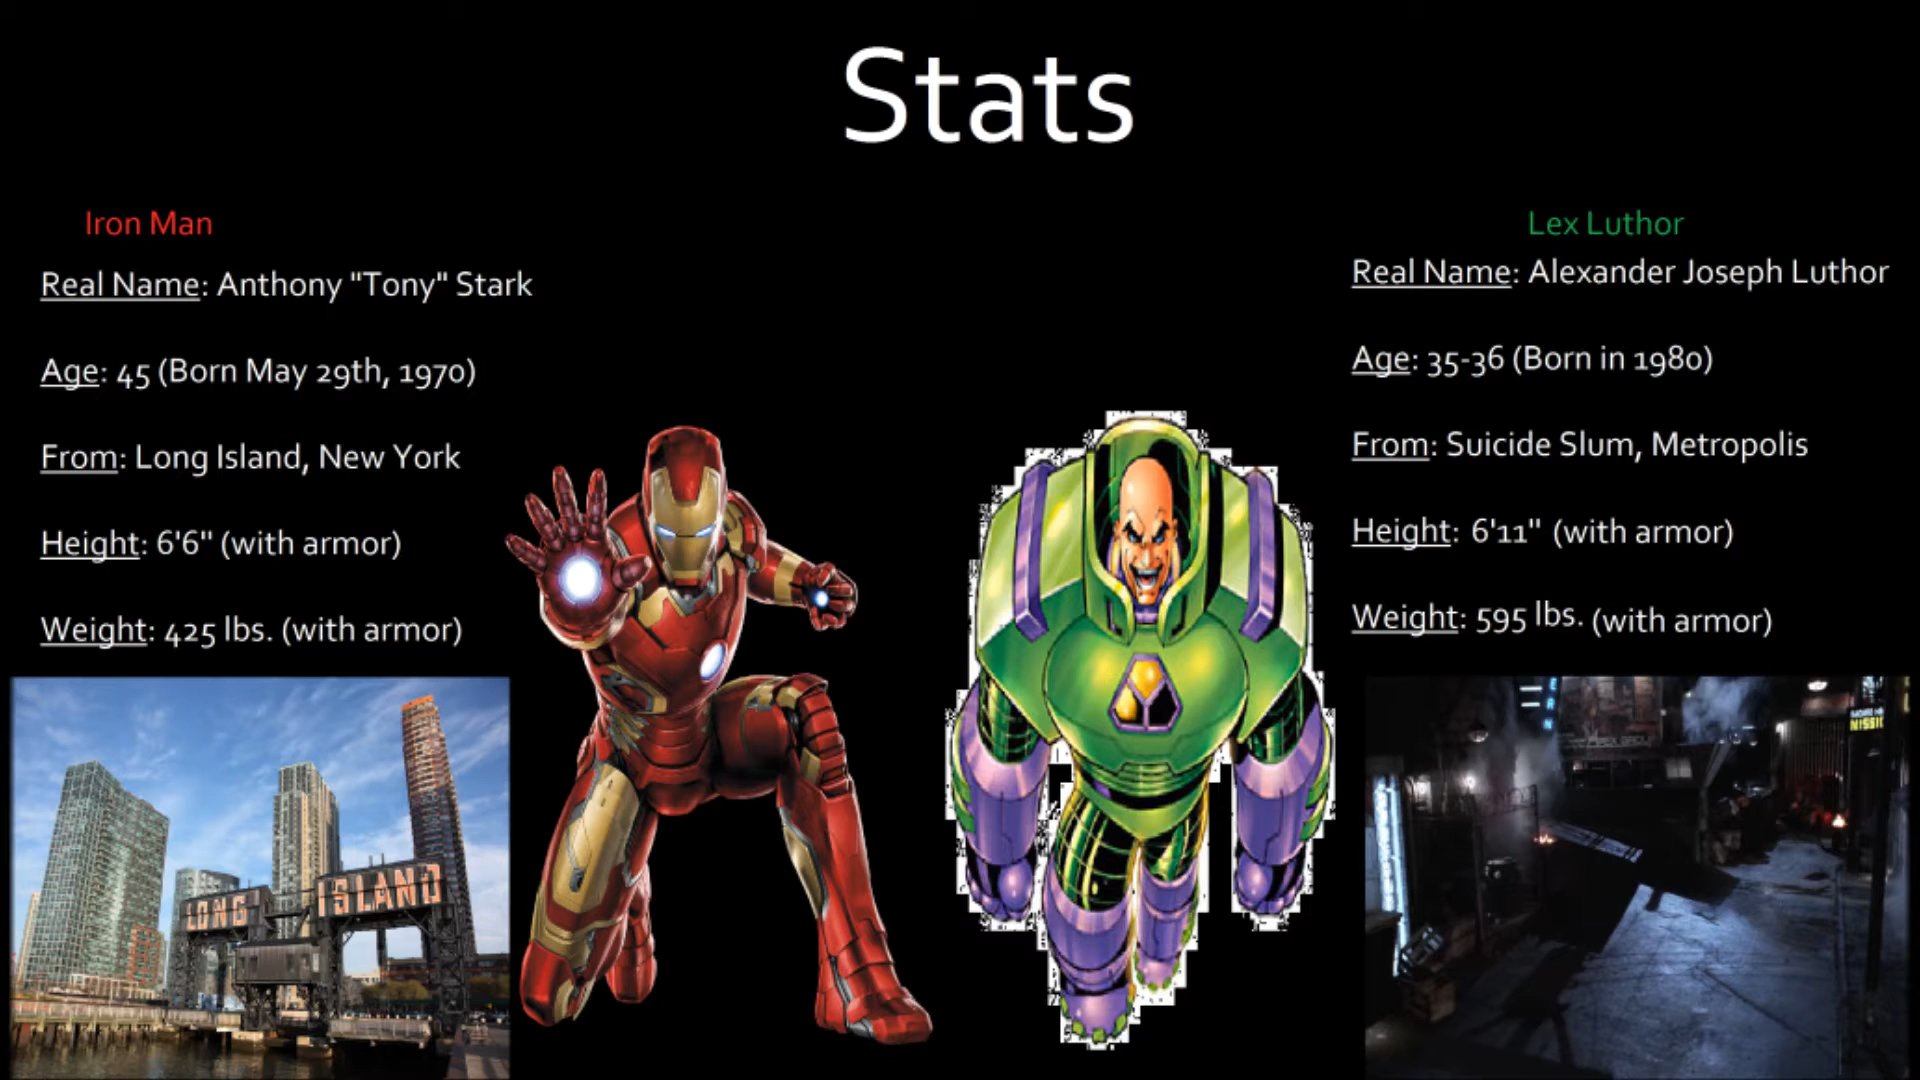 Stats
Iron Man
Real Name: Anthony "Tony" Stark
Age: 45 (Born May 29th, 1970)
From: Long Island, New York
Height: 6'6" (with armor)
Weight: 425 lbs. (with armor)
LONG ISLAND
Lex Luthor
Real Name: Alexander Joseph Luthor
Age: 35-36 (Born in 1980)
From: Suicide Slum, Metropolis
Height: 6'11" (with armor)
Weight: 595 lbs. (with armor)